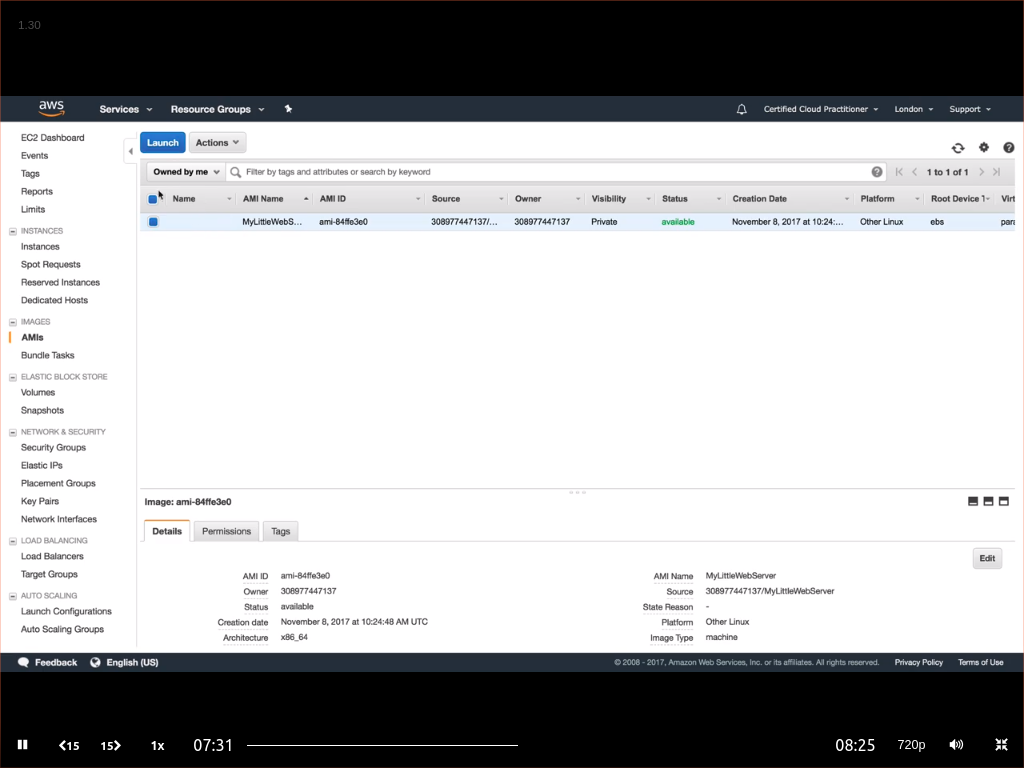 1.30
aws Services Resource Groups Certified Cloud Practitioner London Support
EC2 Dashboard
Events
Tags
Reports
Limits
INSTANCES
Instances
Spot Requests
Reserved Instances
Dedicated Hosts
IMAGES
AMIs
Bundle Tasks
ELASTIC BLOCK STORE
Volumes
Snapshots
NETWORK & SECURITY
Security Groups
Elastic IPs
Placement Groups
Key Pairs
Network Interfaces
LOAD BALANCING
Load Balancers
Target Groups
AUTO SCALING
Launch Configurations
Auto Scaling Groups
Launch Actions
Owned by me Filter by tags and attributes or search by keyword 1 to 1 of 1
Name AMI Name AMI ID Source Owner Visibility Status Creation Date Platform Root Device Virt
MyLittleWebS... ami-84ffe3e0 308977447137/... 308977447137 Private available November 8, 2017 at 10:24:... Other Linux ebs para
Image: ami-84ffe3e0
Details Permissions Tags
Edit
AMI ID ami-84ffe3e0 AMI Name MyLittleWebServer
Owner 308977447137 Source 308977447137/MyLittleWebServer
Status available State Reason -
Creation date November 8, 2017 at 10:24:48 AM UTC Platform Other Linux
Architecture x86_64 Image Type machine
Feedback English (US) © 2008 - 2017, Amazon Web Services, Inc. or its affiliates. All rights reserved. Privacy Policy Terms of Use
15 15 1x 07:31 08:25 720p